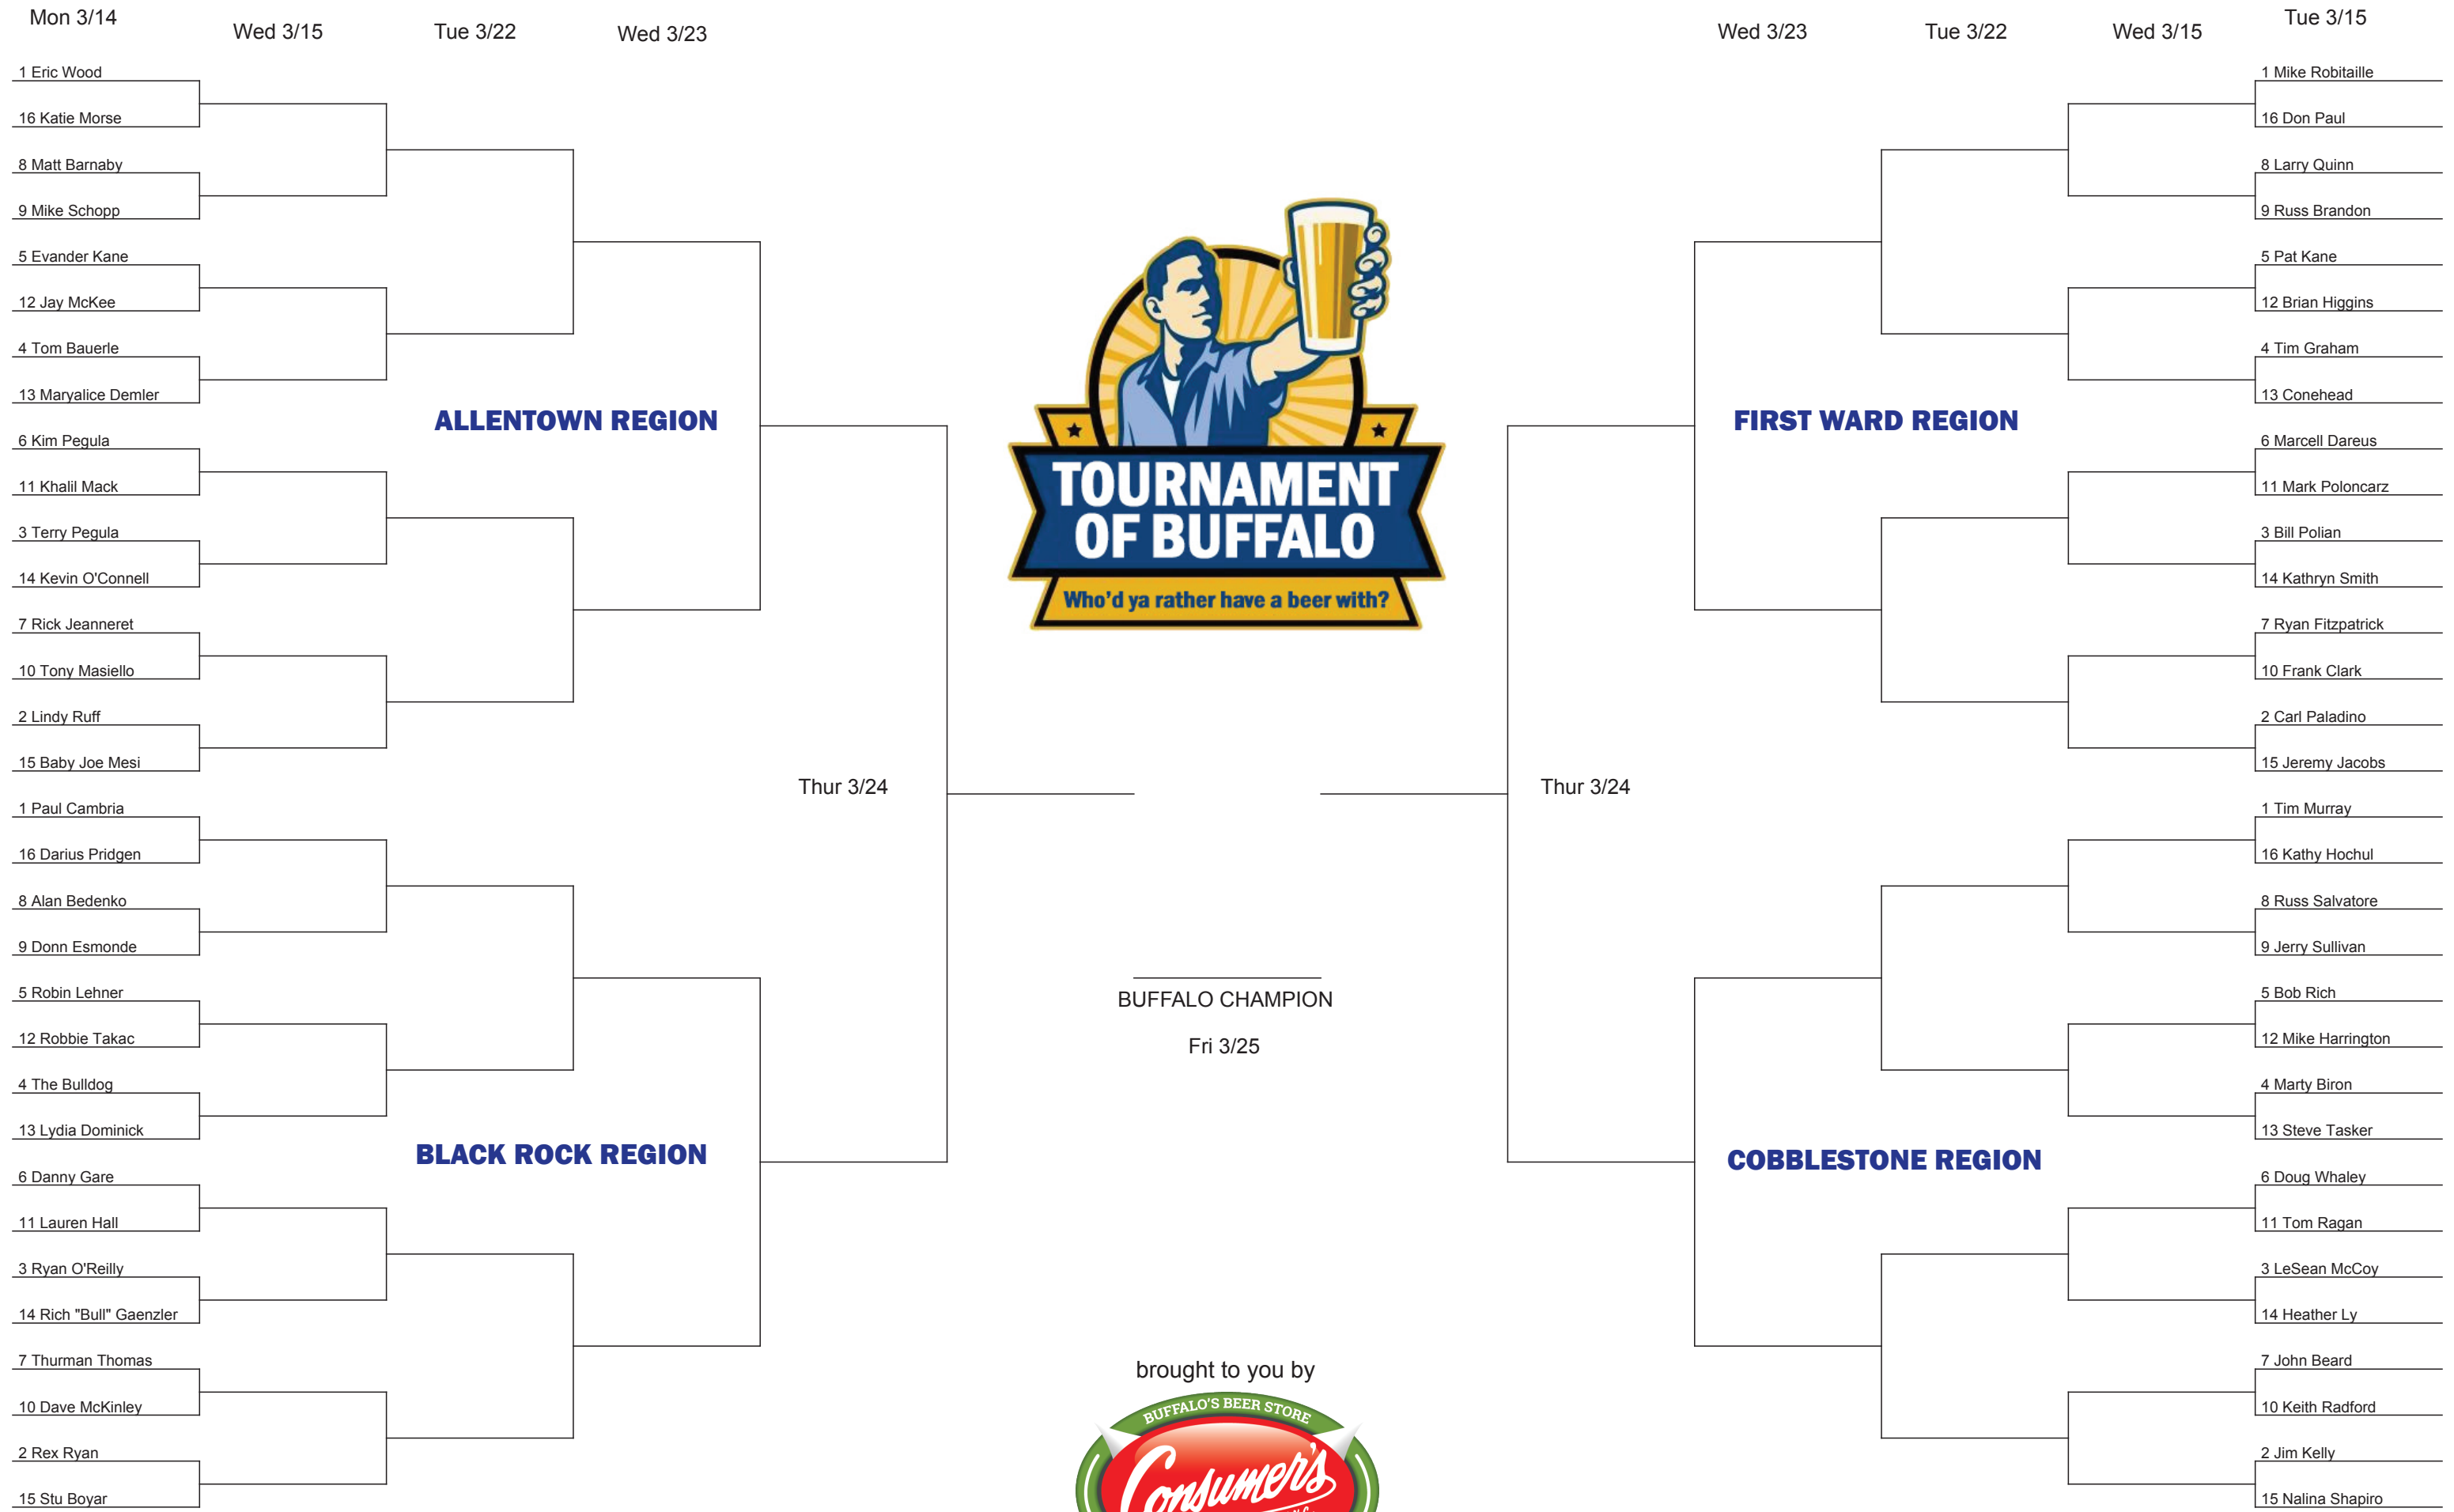 Mon 3/14
Wed 3/15
Tue 3/22
Wed 3/23
Wed 3/23
Tue 3/22
Wed 3/15
Tue 3/15
1 Eric Wood
16 Katie Morse
8 Matt Barnaby
9 Mike Schopp
5 Evander Kane
12 Jay McKee
4 Tom Bauerle
13 Maryalice Demler
ALLENTOWN REGION
6 Kim Pegula
11 Khalil Mack
3 Terry Pegula
14 Kevin O'Connell
7 Rick Jeanneret
10 Tony Masiello
2 Lindy Ruff
15 Baby Joe Mesi
1 Paul Cambria
16 Darius Pridgen
8 Alan Bedenko
9 Donn Esmonde
5 Robin Lehner
12 Robbie Takac
4 The Bulldog
13 Lydia Dominick
BLACK ROCK REGION
6 Danny Gare
11 Lauren Hall
3 Ryan O'Reilly
14 Rich "Bull" Gaenzler
7 Thurman Thomas
10 Dave McKinley
2 Rex Ryan
15 Stu Boyar
TOURNAMENT
OF BUFFALO
Who'd ya rather have a beer with?
Thur 3/24
Thur 3/24
BUFFALO CHAMPION
Fri 3/25
brought to you by
BUFFALO'S BEER STORE
Consumer's
1 Mike Robitaille
16 Don Paul
8 Larry Quinn
9 Russ Brandon
5 Pat Kane
12 Brian Higgins
4 Tim Graham
13 Conehead
FIRST WARD REGION
6 Marcell Dareus
11 Mark Poloncarz
3 Bill Polian
14 Kathryn Smith
7 Ryan Fitzpatrick
10 Frank Clark
2 Carl Paladino
15 Jeremy Jacobs
1 Tim Murray
16 Kathy Hochul
8 Russ Salvatore
9 Jerry Sullivan
5 Bob Rich
12 Mike Harrington
4 Marty Biron
13 Steve Tasker
COBBLESTONE REGION
6 Doug Whaley
11 Tom Ragan
3 LeSean McCoy
14 Heather Ly
7 John Beard
10 Keith Radford
2 Jim Kelly
15 Nalina Shapiro